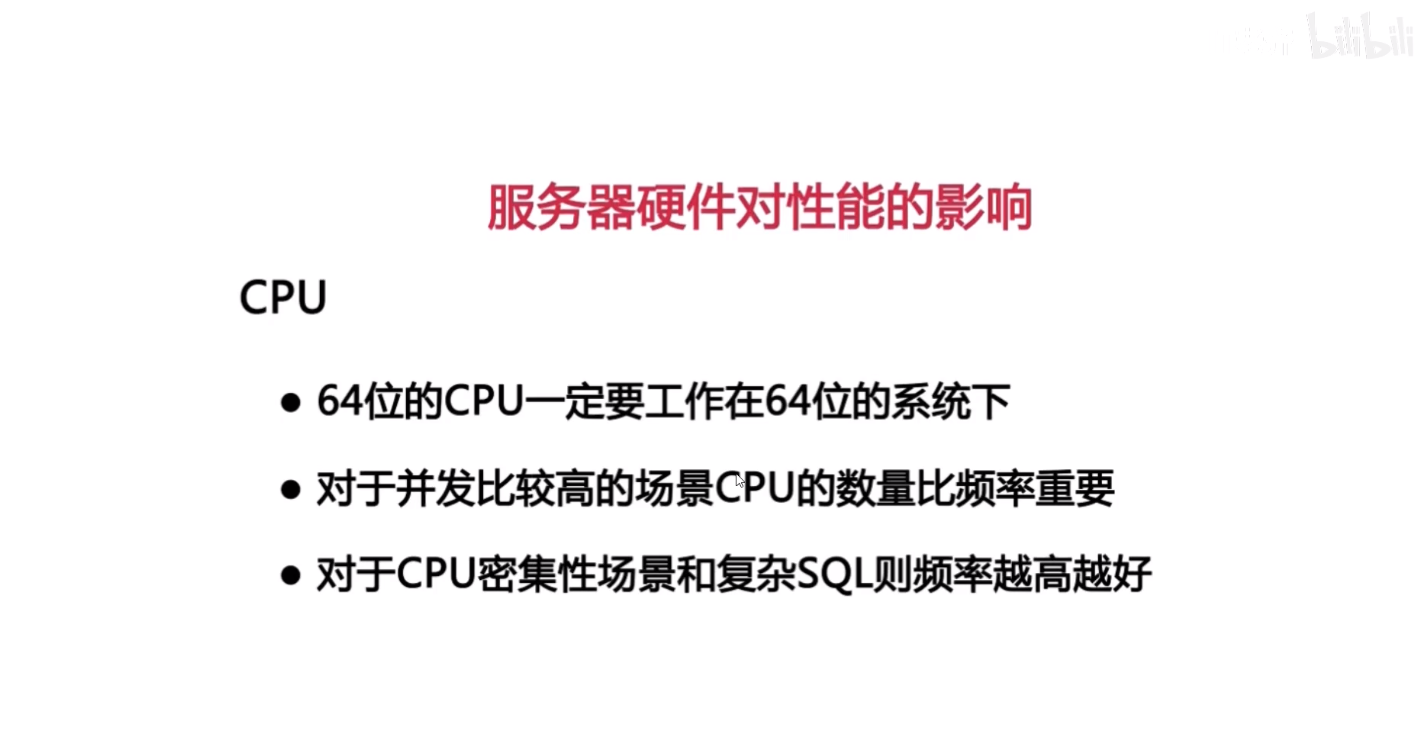 bilibili
服务器硬件对性能的影响
CPU
● 64位的CPU一定要工作在64位的系统下
● 对于并发比较高的场景CPU的数量比频率重要
● 对于CPU密集性场景和复杂SQL则频率越高越好